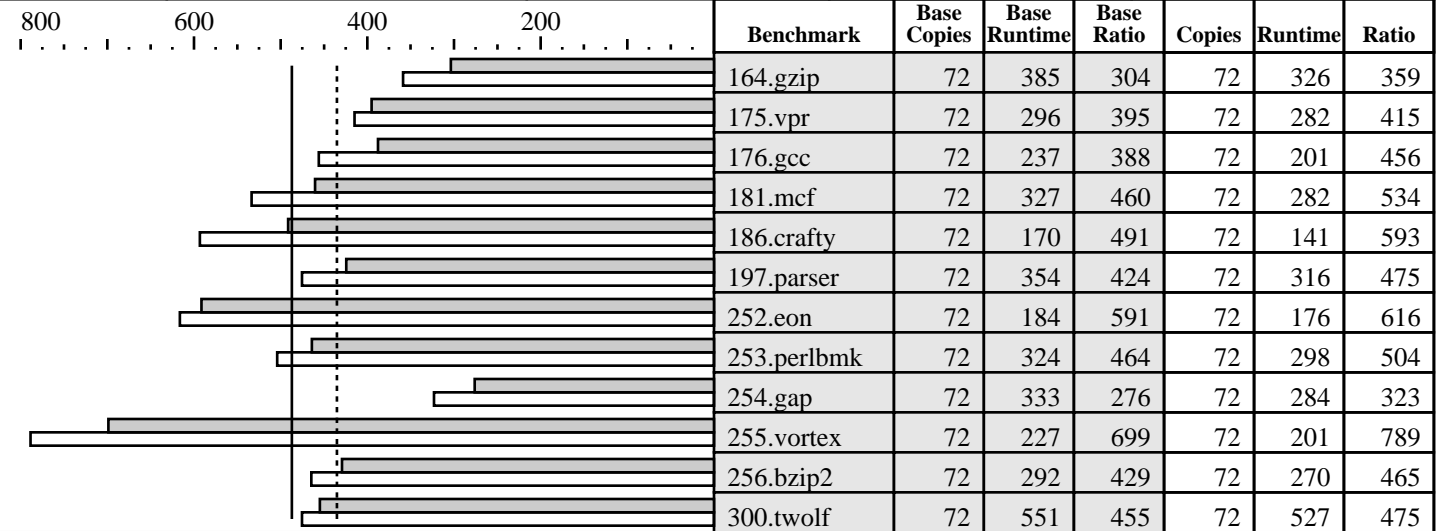 800 600 400 200
Benchmark Base Copies Base Runtime Base Ratio Copies Runtime Ratio
164.gzip 72 385 304 72 326 359
175.vpr 72 296 395 72 282 415
176.gcc 72 237 388 72 201 456
181.mcf 72 327 460 72 282 534
186.crafty 72 170 491 72 141 593
197.parser 72 354 424 72 316 475
252.eon 72 184 591 72 176 616
253.perlbmk 72 324 464 72 298 504
254.gap 72 333 276 72 284 323
255.vortex 72 227 699 72 201 789
256.bzip2 72 292 429 72 270 465
300.twolf 72 551 455 72 527 475